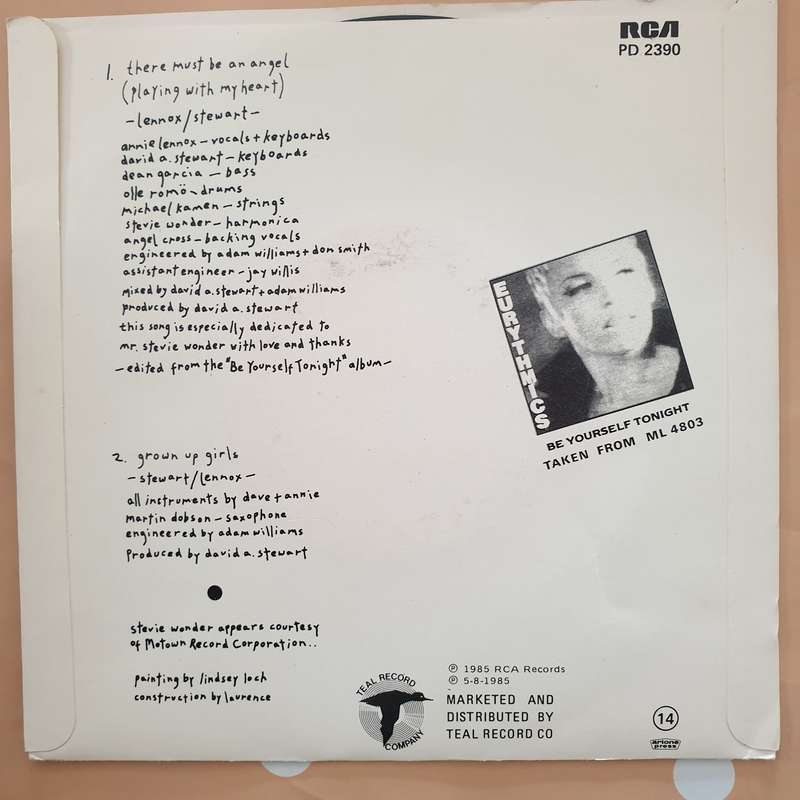 RCA
PD 2390
1. there must be an angel
(playing with my heart)
-lennox/stewart-
annie lennox - vocals + keyboards
david a. stewart - keyboards
dean garcia - bass
olle romö - drums
michael kamen - strings
stevie wonder - harmonica
angel cross - backing vocals
engineered by adam williams + don smith
assistant engineer - jay willis
mixed by david a. stewart + adam williams
produced by david a. stewart
this song is especially dedicated to
mr. stevie wonder with love and thanks
- edited from the "Be Yourself Tonight" album -
EURYTHMICS
BE YOURSELF TONIGHT
TAKEN FROM ML 4803
2. grown up girls
- stewart/lennox -
all instruments by dave + annie
martin dobson - saxophone
engineered by adam williams
produced by david a. stewart
stevie wonder appears courtesy
of Motown Record Corporation..
painting by lindsey loch
construction by laurence
TEAL RECORD
COMPANY
℗ 1985 RCA Records
℗ 5-8-1985
MARKETED AND
DISTRIBUTED BY
TEAL RECORD CO
14
artone
press